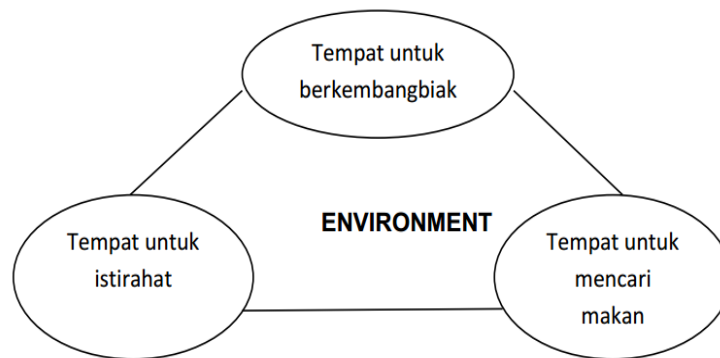 Tempat untuk
berkembangbiak
ENVIRONMENT
Tempat untuk
istirahat
Tempat untuk
mencari
makan